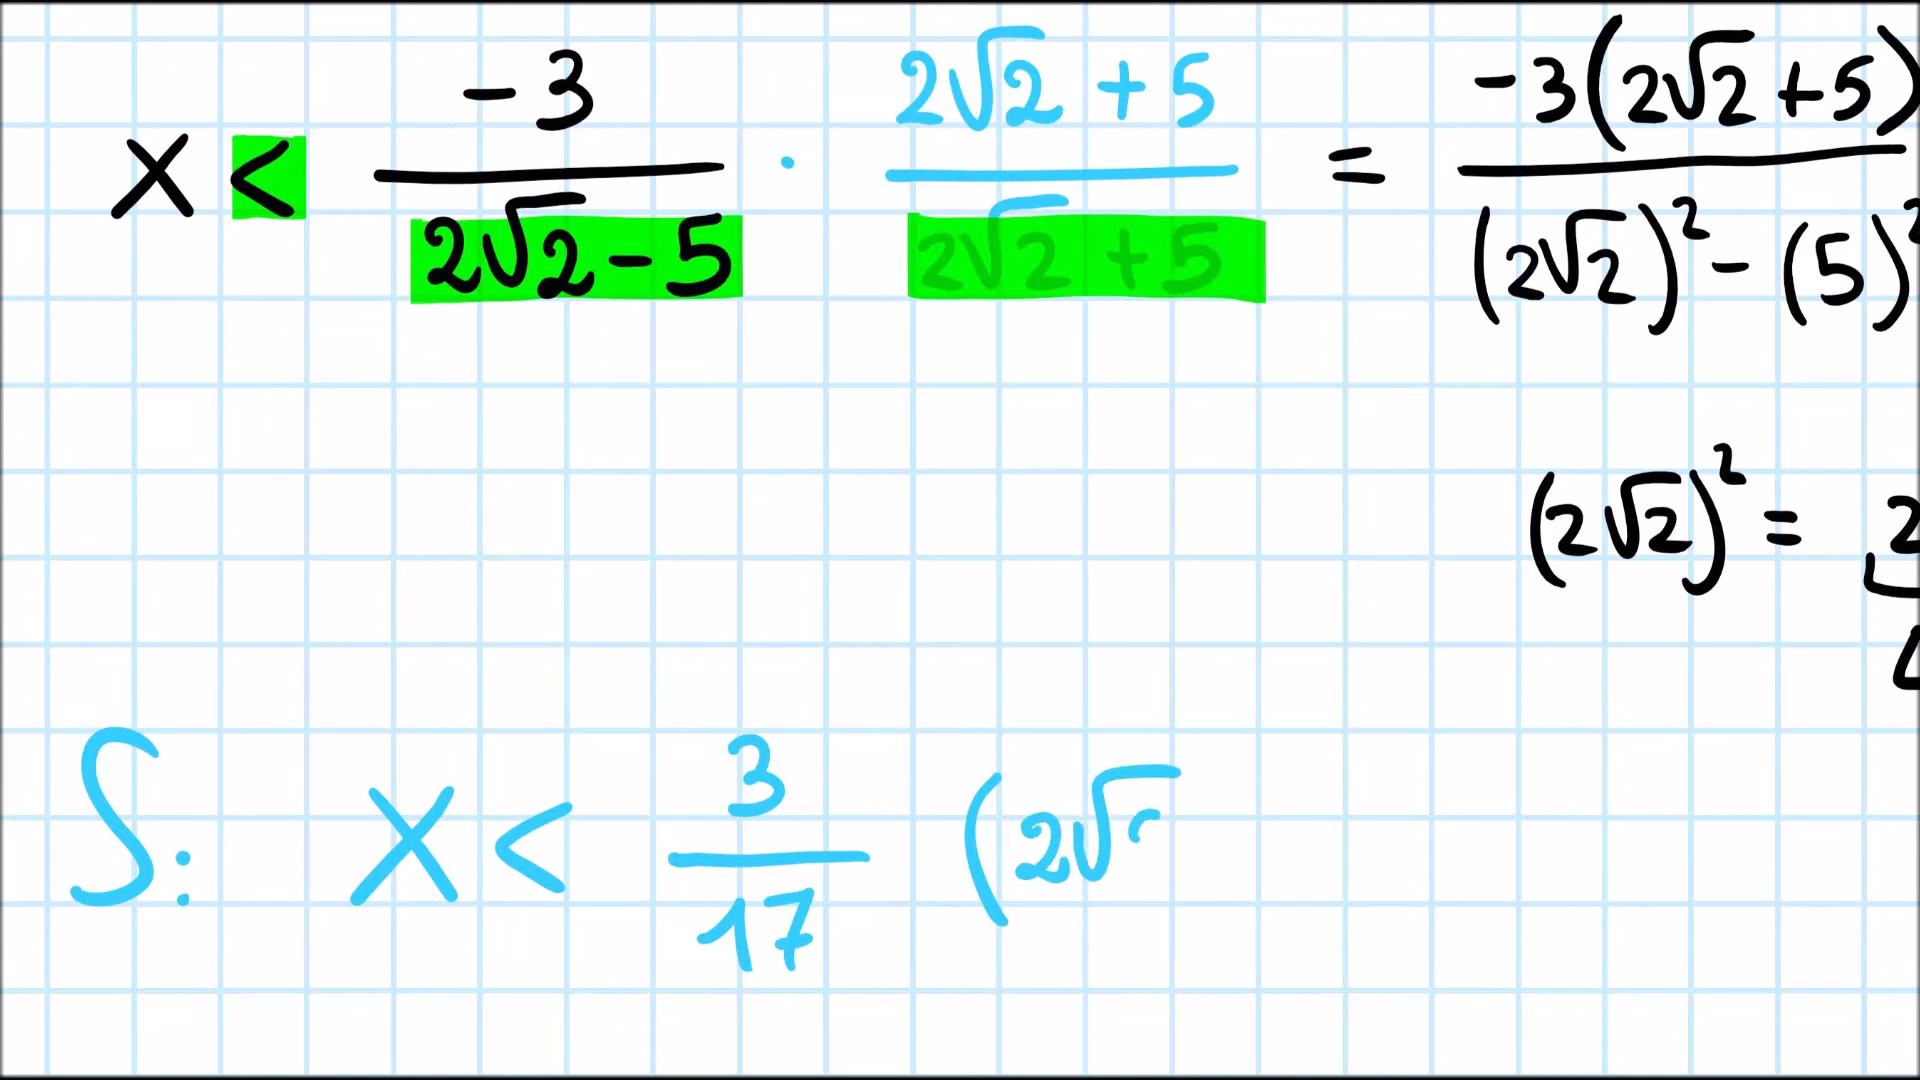 x < -3/(2√2 - 5) · (2√2 + 5)/(2√2 + 5) = -3(2√2 + 5)/((2√2)² - (5)²
(2√2)² = 2
S: x < 3/17 (2√